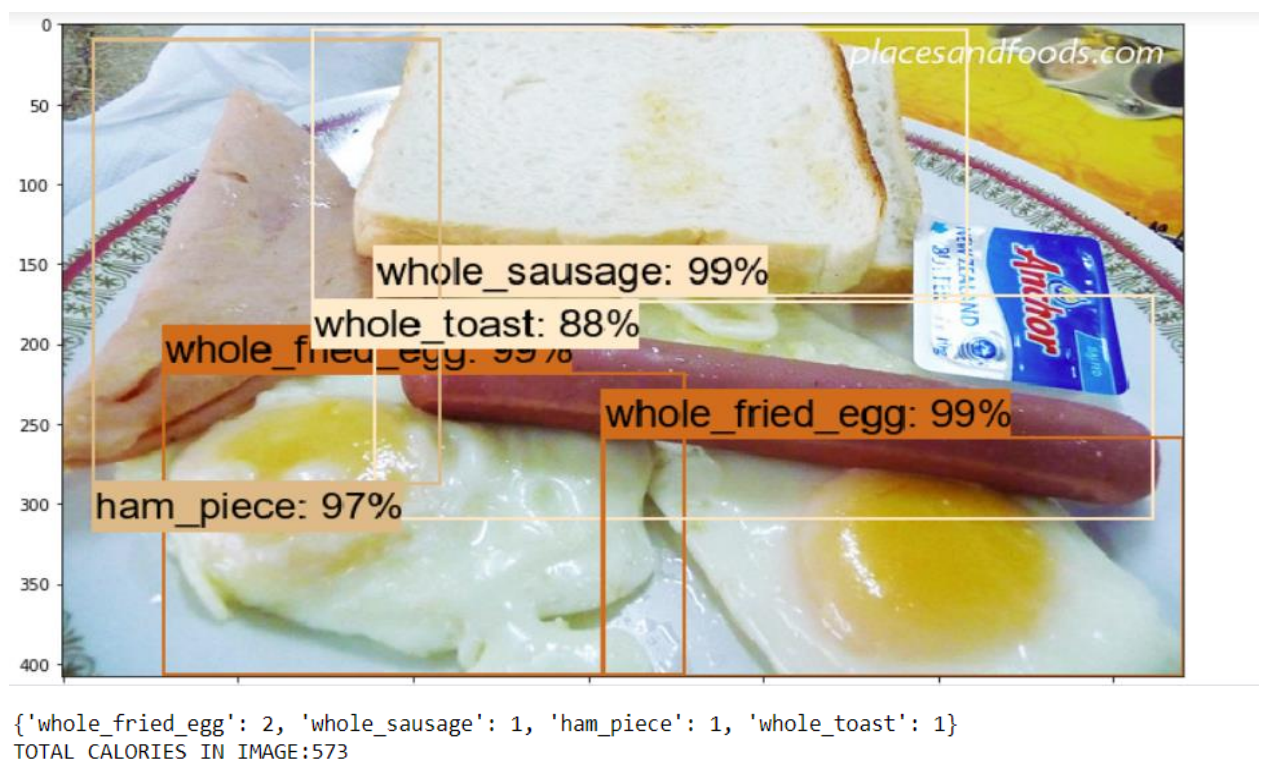 0
50
100
150
200
250
300
350
400
placesandfoods.com
whole_sausage: 99%
whole_toast: 88%
whole_fried_egg: 99%
whole_fried_egg: 99%
ham_piece: 97%
Anchor
{'whole_fried_egg': 2, 'whole_sausage': 1, 'ham_piece': 1, 'whole_toast': 1}
TOTAL CALORIES IN IMAGE:573